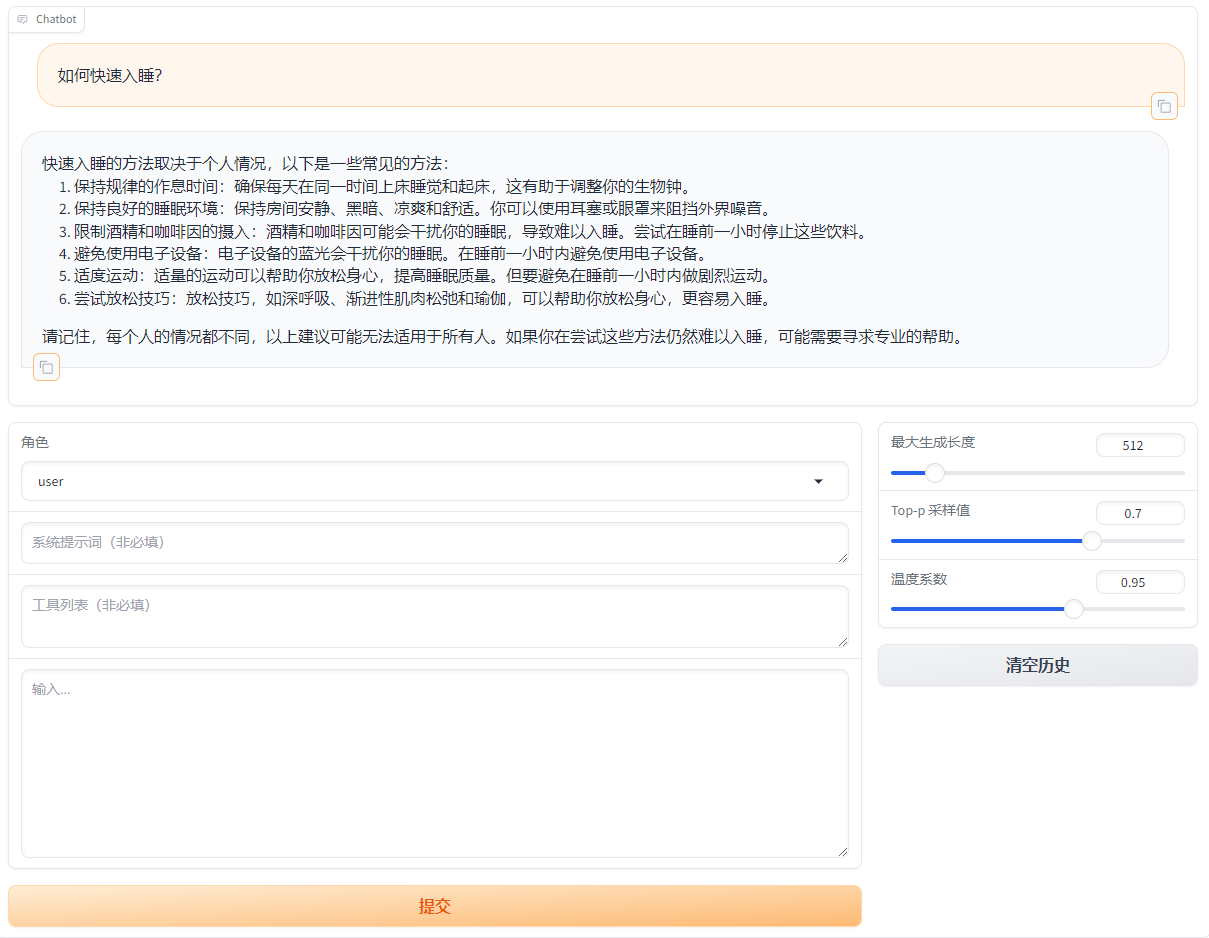 Chatbot
如何快速入睡?
快速入睡的方法取决于个人情况，以下是一些常见的方法：
1. 保持规律的作息时间：确保每天在同一时间上床睡觉和起床，这有助于调整你的生物钟。
2. 保持良好的睡眠环境：保持房间安静、黑暗、凉爽和舒适。你可以使用耳塞或眼罩来阻挡外界噪音。
3. 限制酒精和咖啡因的摄入：酒精和咖啡因可能会干扰你的睡眠，导致难以入睡。尝试在睡前一小时停止这些饮料。
4. 避免使用电子设备：电子设备的蓝光会干扰你的睡眠。在睡前一小时内避免使用电子设备。
5. 适度运动：适量的运动可以帮助你放松身心，提高睡眠质量。但要避免在睡前一小时内做剧烈运动。
6. 尝试放松技巧：放松技巧，如深呼吸、渐进性肌肉松弛和瑜伽，可以帮助你放松身心，更容易入睡。
请记住，每个人的情况都不同，以上建议可能无法适用于所有人。如果你在尝试这些方法仍然难以入睡，可能需要寻求专业的帮助。
角色
user
系统提示词（非必填）
工具列表（非必填）
输入...
提交
最大生成长度
512
Top-p 采样值
0.7
温度系数
0.95
清空历史